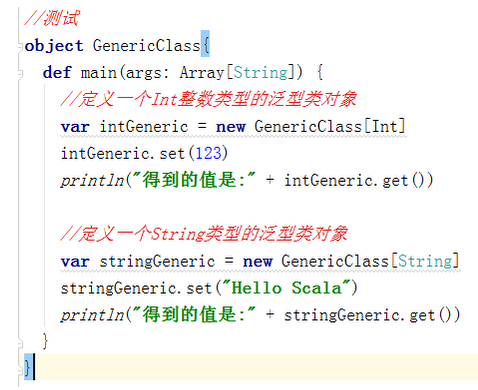 //测试
object GenericClass{
  def main(args: Array[String]) {
    //定义一个Int整数类型的泛型类对象
    var intGeneric = new GenericClass[Int]
    intGeneric.set(123)
    println("得到的值是:" + intGeneric.get())

    //定义一个String类型的泛型类对象
    var stringGeneric = new GenericClass[String]
    stringGeneric.set("Hello Scala")
    println("得到的值是:" + stringGeneric.get())
  }
}